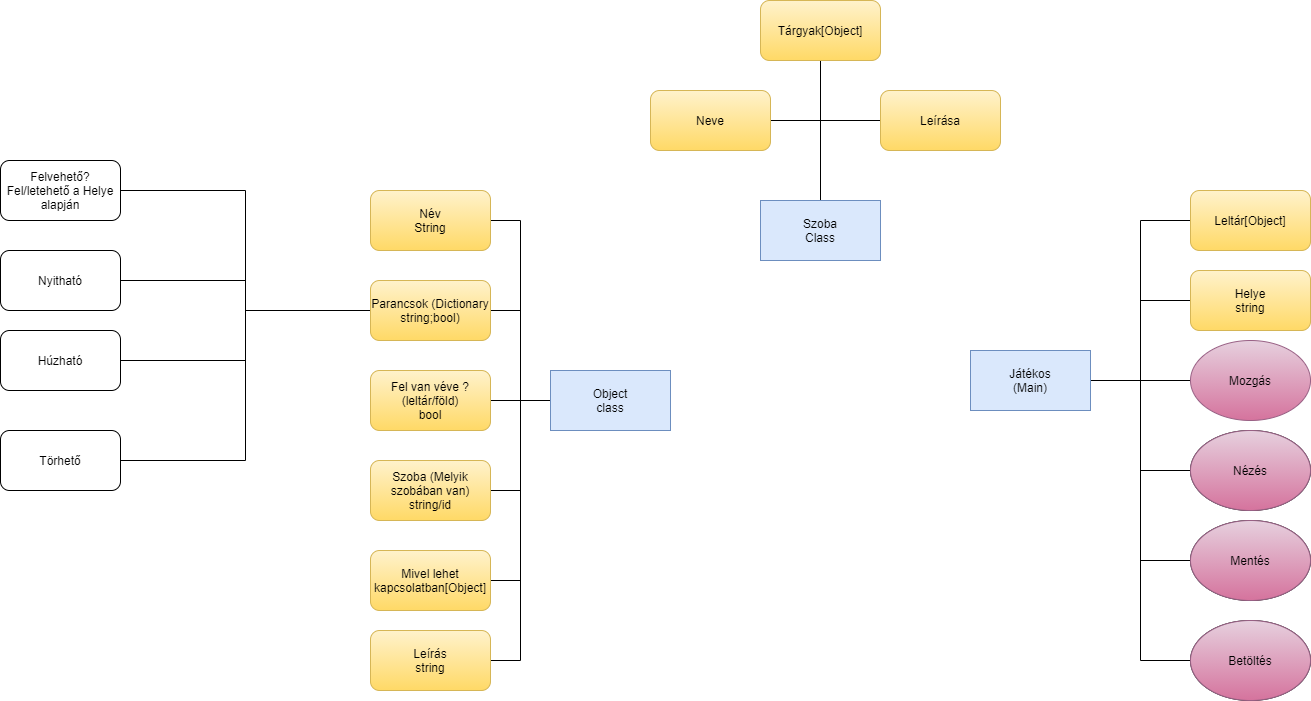 Tárgyak[Object]
Neve
Leírása
Szoba
Class
Felvehető?
Fel/letehető a Helye
alapján
Nyitható
Húzható
Törhető
Név
String
Parancsok (Dictionary
string;bool)
Fel van véve ?
(leltár/föld)
bool
Szoba (Melyik
szobában van)
string/id
Mivel lehet
kapcsolatban[Object]
Leírás
string
Object
class
Játékos
(Main)
Leltár[Object]
Helye
string
Mozgás
Nézés
Mentés
Betöltés